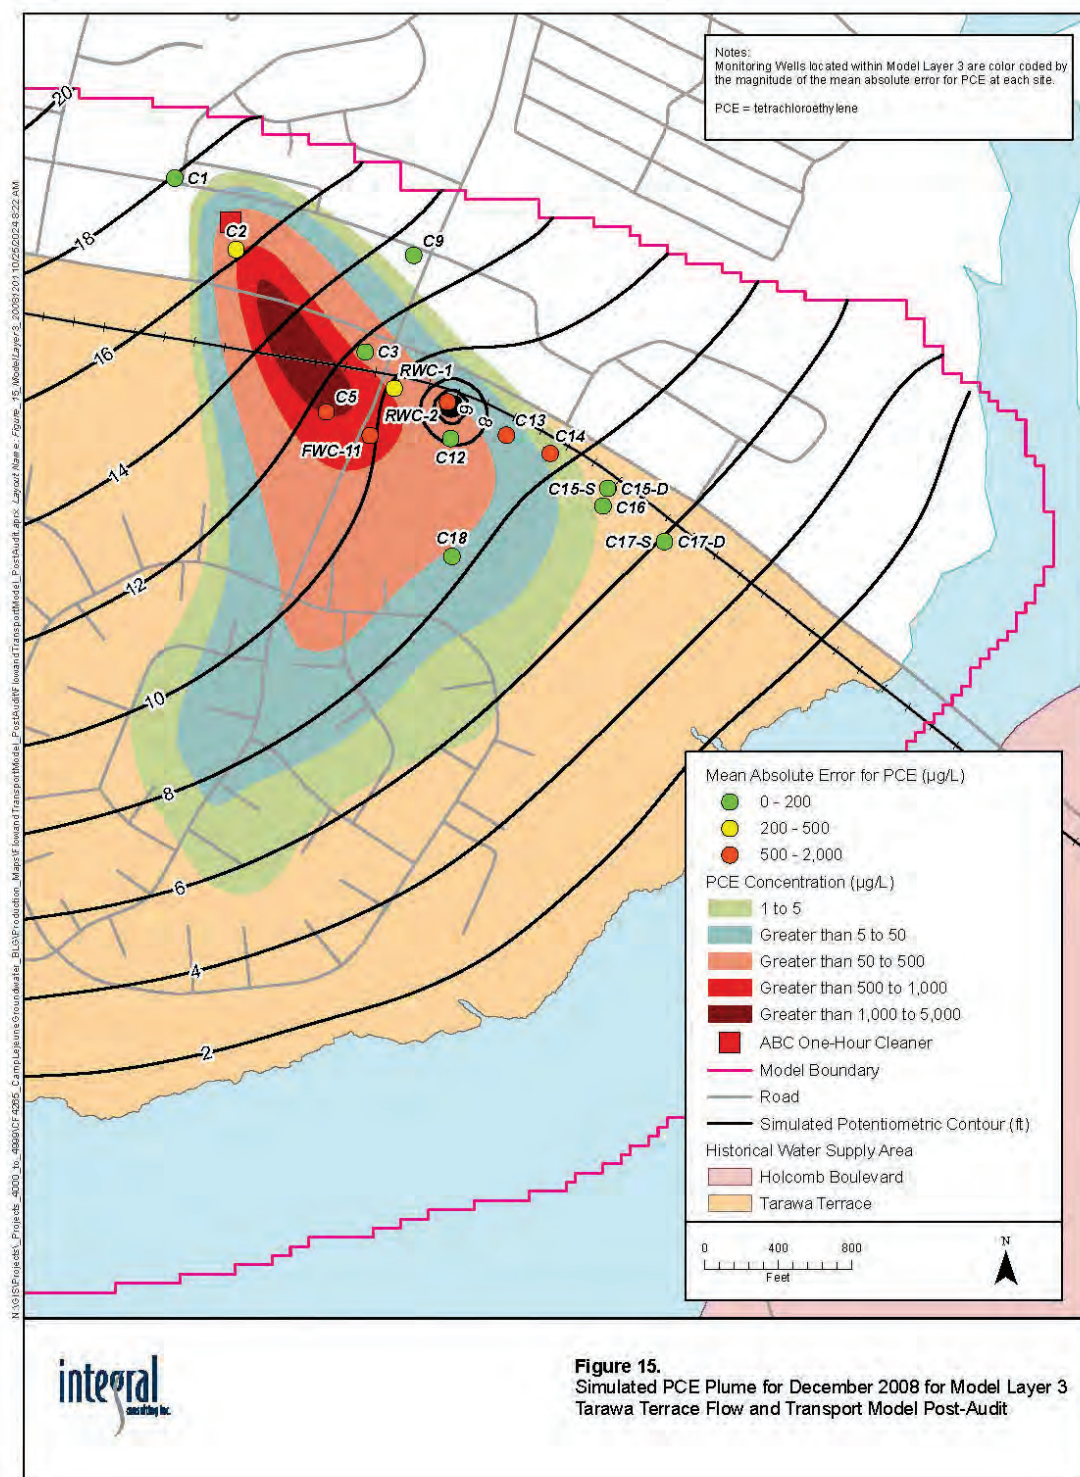 Notes:
Monitoring Wells located within Model Layer 3 are color coded by
the magnitude of the mean absolute error for PCE at each site.
PCE = tetrachloroethylene
20
C1
18
C2
C9
16
C3
RWC-1
C5
RWC-2
6
8
C13
FWC-11
C12
C14
14
C15-S
C15-D
C16
C17-S
C17-D
C18
12
10
8
6
4
2
Mean Absolute Error for PCE (µg/L)
0 - 200
200 - 500
500 - 2,000
PCE Concentration (µg/L)
1 to 5
Greater than 5 to 50
Greater than 50 to 500
Greater than 500 to 1,000
Greater than 1,000 to 5,000
ABC One-Hour Cleaner
Model Boundary
Road
Simulated Potentiometric Contour (ft)
Historical Water Supply Area
Holcomb Boulevard
Tarawa Terrace
0 400 800
Feet
N
integral
consulting inc.
Figure 15.
Simulated PCE Plume for December 2008 for Model Layer 3
Tarawa Terrace Flow and Transport Model Post-Audit